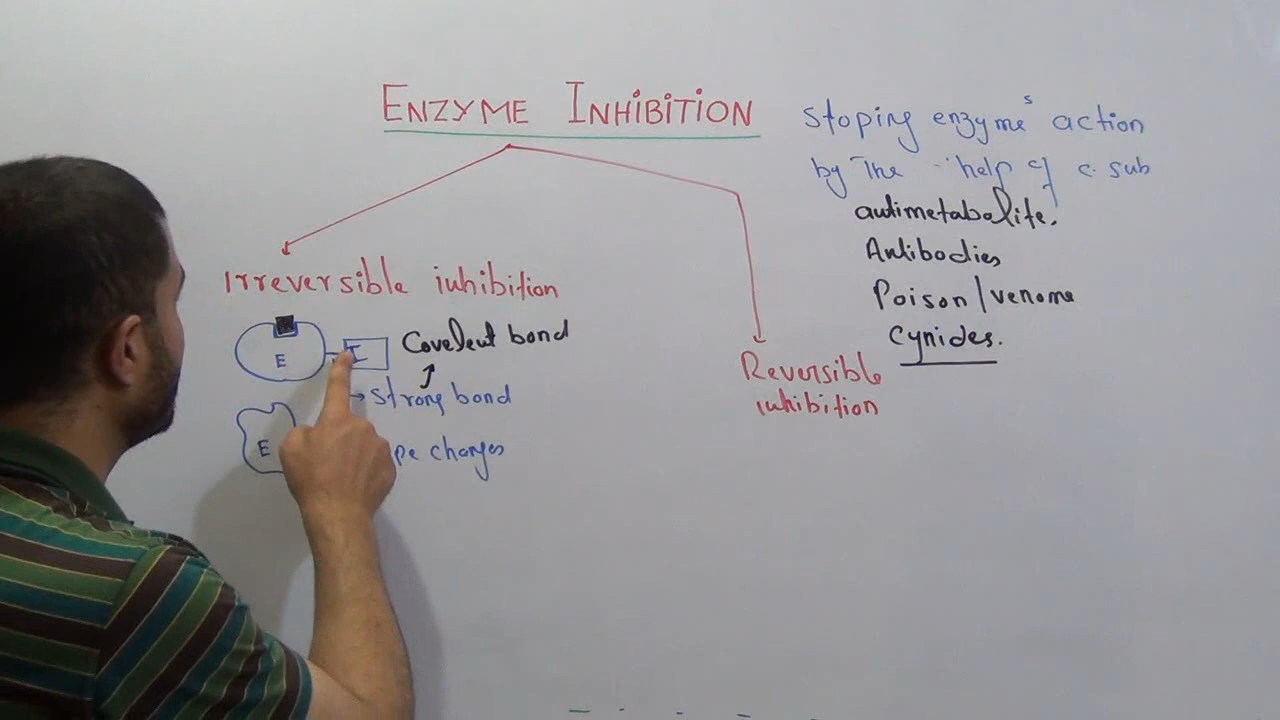 ENZYME INHIBITION
stoping enzyme's action
by The help of c sub
antimetabolite.
Antibodies
Poison/venome
Cynides.
Irreversible inhibition
E
I
Covelent bond
Strong bond
E
pe changes
Reversible
inhibition